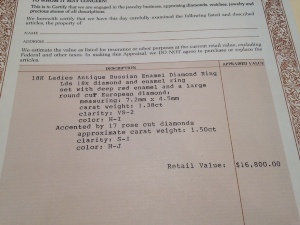 TO WHOM IT MAY CONCERN:
This is to Certify that we are engaged in the jewelry business, appraising diamonds, watches, jewelry and
precious stones of all descriptions.
We herewith certify that we have this day carefully examined the following listed and described
articles, the property of:
NAME
ADDRESS
We estimate the value as listed for insurance or other purposes at the current retail value, excluding
Federal and other taxes. In making this Appraisal, we DO NOT agree to purchase or replace the
articles.
DESCRIPTION APPRAISED VALUE
18K Ladies Antique Russian Enamel Diamond Ring
Lds 18k diamond and enamel ring
set with deep red enamel and a large
round cut European diamond:
measuring: 7.2mm x 4.5mm
carat weight: 1.38ct
clarity: VS-2
color: H-I
Accented by 17 rose cut diamonds
approximate carat weight: 1.50ct
clarity: S-I
color: H-J
Retail Value: $16,800.00